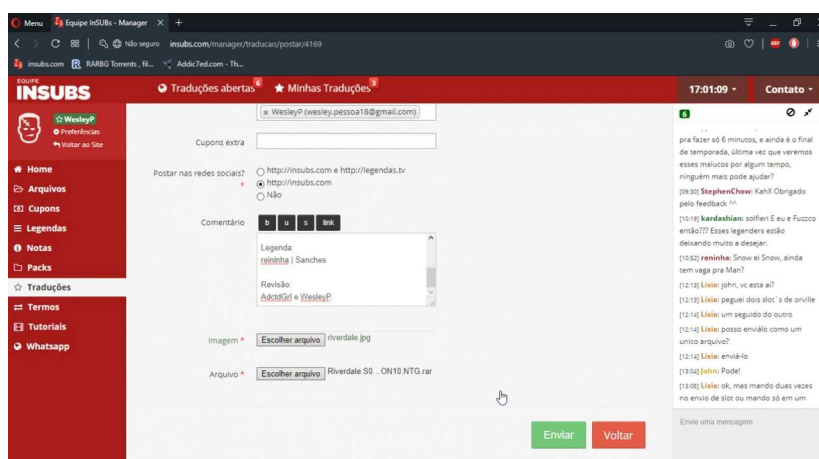 Menu
Equipe InSUBs - Manager
Não seguro insubs.com/manager/traducao/postar/4169
insubs.com
RARBG Torrents , fil...
Addic7ed.com - Th...
EQUIPE
INSUBS
Traduções abertas 6
Minhas Traduções 3
17:01:09
Contato
WesleyP
Preferências
Voltar ao Site
Home
Arquivos
Cupons
Legendas
Notas
Packs
Traduções
Termos
Tutoriais
Whatsapp
× WesleyP (wesley.pessoa18@gmail.com)
Cupons extra
Postar nas redes sociais? *
http://insubs.com e http://legendas.tv
http://insubs.com
Não
Comentário
b u s link
Legenda:
reininha | Sanches
Revisão:
AdctdGrl e WesleyP
Imagem * Escolher arquivo riverdale.jpg
Arquivo * Escolher arquivo Riverdale.S0... ON10.NTG.rar
Enviar Voltar
6
pra fazer só 6 minutos, e ainda é o final
de temporada, última vez que veremos
esses malucos por algum tempo,
ninguém mais pode ajudar?
[09:30] StephenChow: KahX Obrigado
pelo feedback ^^
[10:19] kardashian: solfieri E eu e Fuzzco
então??? Esses legenders estão
deixando muito a desejar.
[10:52] reninha: Snow ei Snow, ainda
tem vaga pra Man?
[12:13] Lisia: john, vc esta ai?
[12:13] Lisia: peguei dois slot´s de orville
[12:14] Lisia: um seguido do outro
[12:14] Lisia: posso enviálo como um
unico arquivo?
[12:14] Lisia: enviá-lo
[13:04] John: Pode!
[13:05] Lisia: ok, mas mando duas vezes
no envio de slot ou mando só em um
Envie uma mensagem